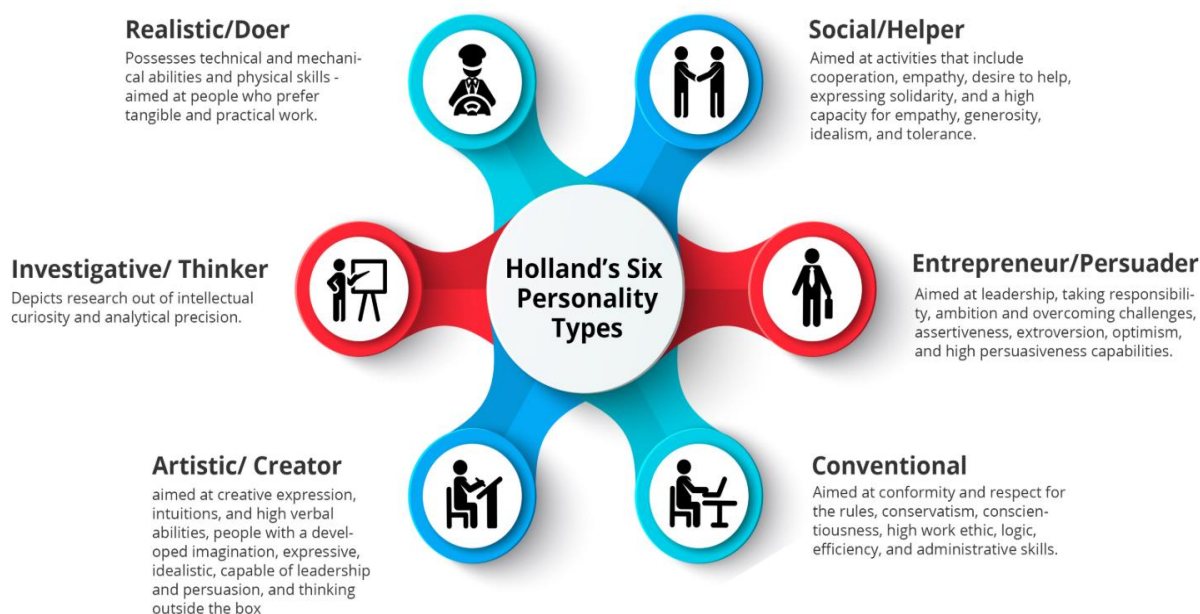 Realistic/Doer
Possesses technical and mechani-
cal abilities and physical skills -
aimed at people who prefer
tangible and practical work.
Social/Helper
Aimed at activities that include
cooperation, empathy, desire to help,
expressing solidarity, and a high
capacity for empathy, generosity,
idealism, and tolerance.
Investigative/ Thinker
Depicts research out of intellectual
curiosity and analytical precision.
Holland's Six
Personality
Types
Entrepreneur/Persuader
Aimed at leadership, taking responsibili-
ty, ambition and overcoming challenges,
assertiveness, extroversion, optimism,
and high persuasiveness capabilities.
Artistic/ Creator
aimed at creative expression,
intuitions, and high verbal
abilities, people with a devel-
oped imagination, expressive,
idealistic, capable of leadership
and persuasion, and thinking
outside the box
Conventional
Aimed at conformity and respect for
the rules, conservatism, conscien-
tiousness, high work ethic, logic,
efficiency, and administrative skills.